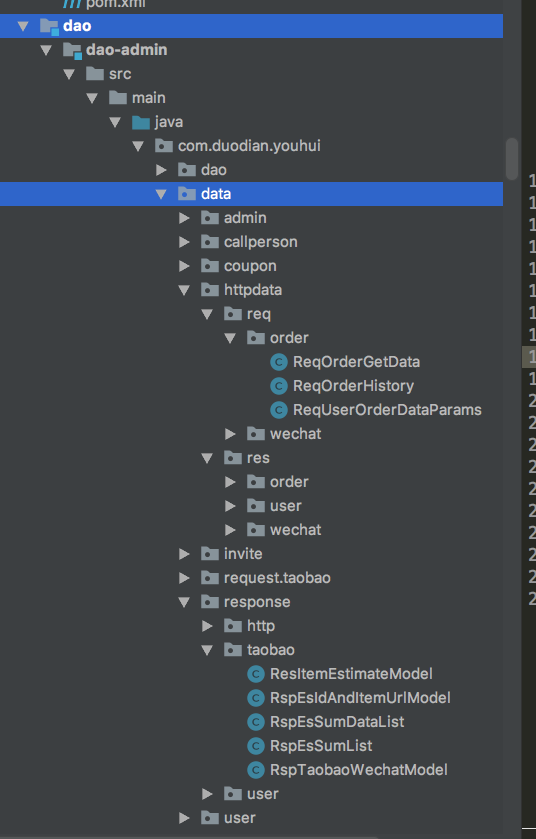 pom.xml
dao
dao-admin
src
main
java
com.duodian.youhui
dao
data
admin
callperson
coupon
httpdata
req
order
ReqOrderGetData
ReqOrderHistory
ReqUserOrderDataParams
wechat
res
order
user
wechat
invite
request.taobao
response
http
taobao
ResItemEstimateModel
RspEsIdAndItemUrlModel
RspEsSumDataList
RspEsSumList
RspTaobaoWechatModel
user
user